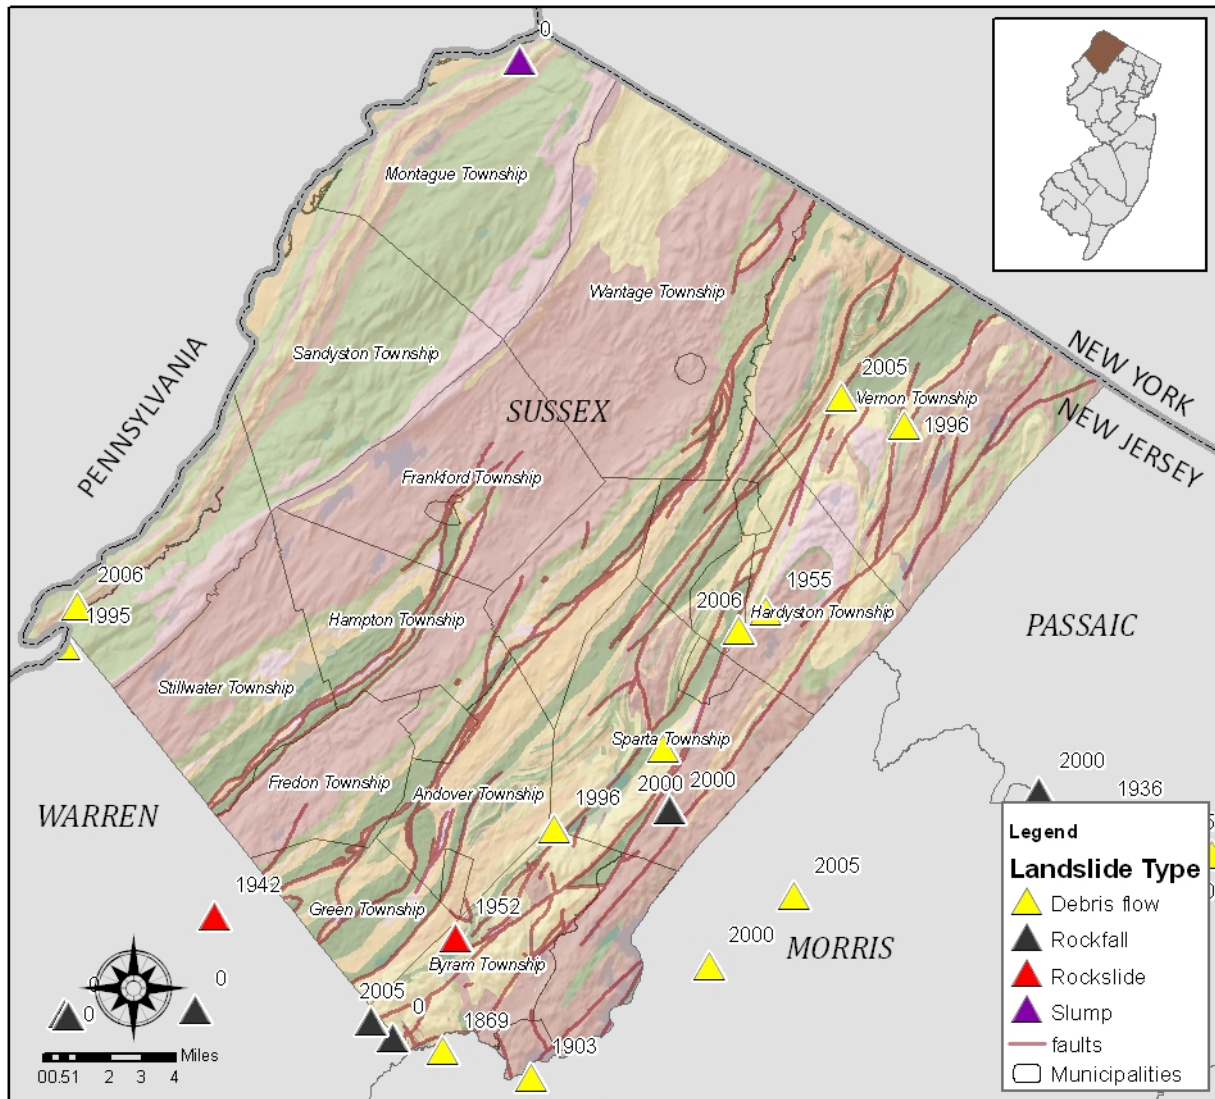 0
Montague Township
Wantage Township
NEW YORK
NEW JERSEY
PENNSYLVANIA
Sandyston Township
SUSSEX
2005
Vernon Township
1996
Frankford Township
2006
1995
1955
2006
Hardyston Township
Hampton Township
PASSAIC
Stillwater Township
Sparta Township
2000
2000
2000
1936
Fredon Township
Andover Township
1996
WARREN
Legend
Landslide Type
Debris flow
Rockfall
Rockslide
Slump
faults
Municipalities
1942
2005
Green Township
1952
2000
MORRIS
Byram Township
0
0
0
2005
0
1869
1903
Miles
00.51 2 3 4